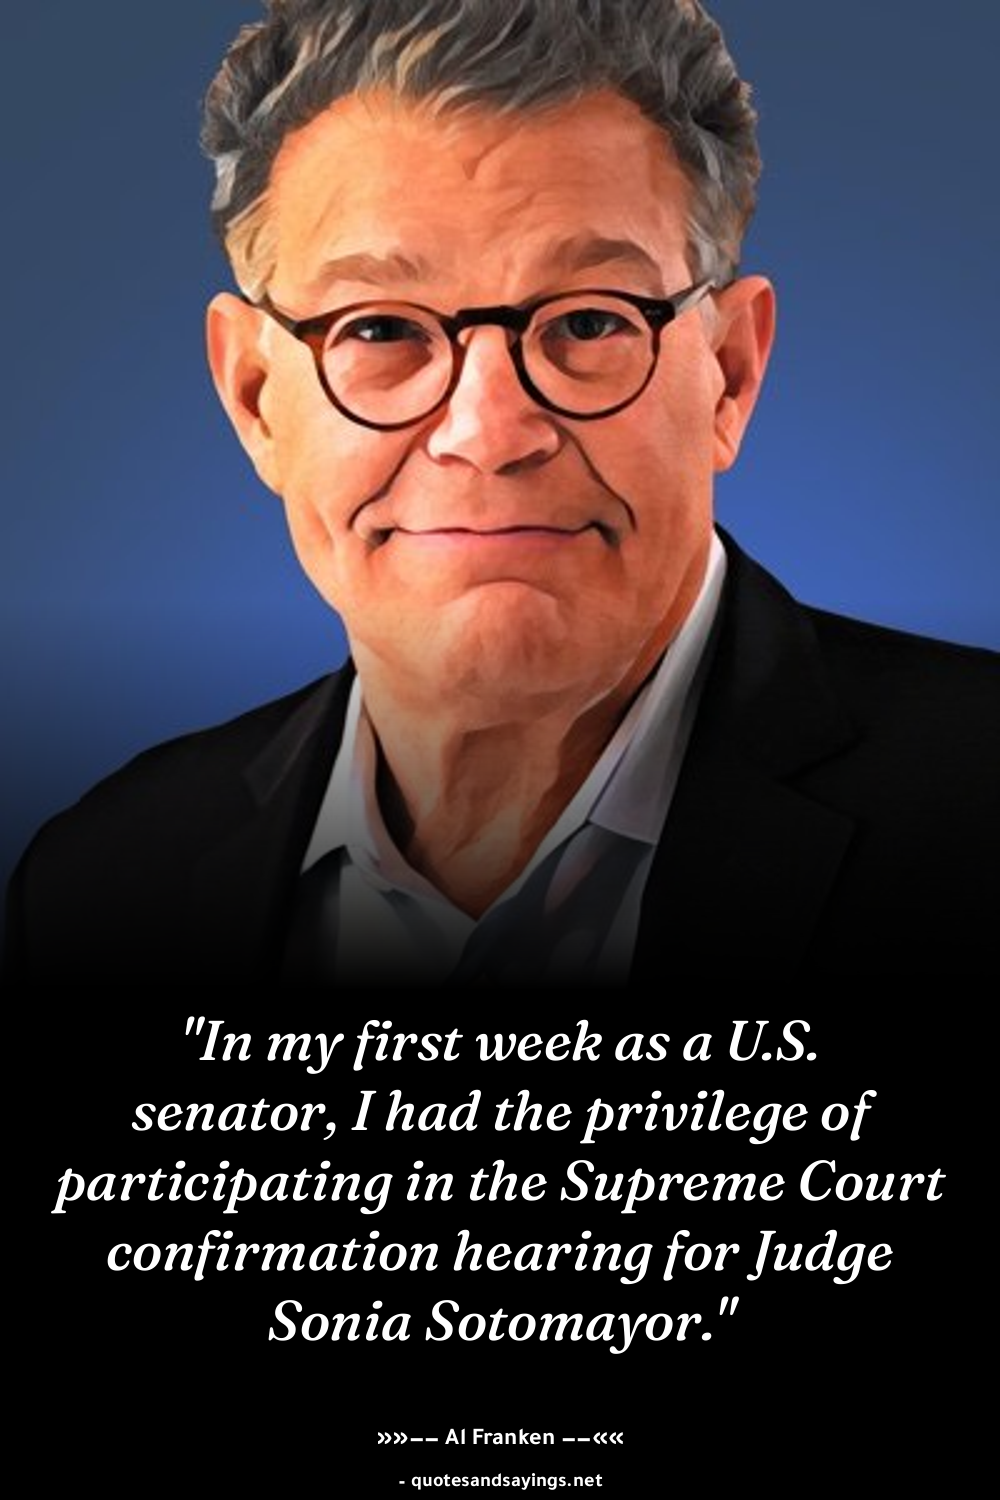 "In my first week as a U.S.
senator, I had the privilege of
participating in the Supreme Court
confirmation hearing for Judge
Sonia Sotomayor."
»»−− Al Franken −−««
- quotesandsayings.net